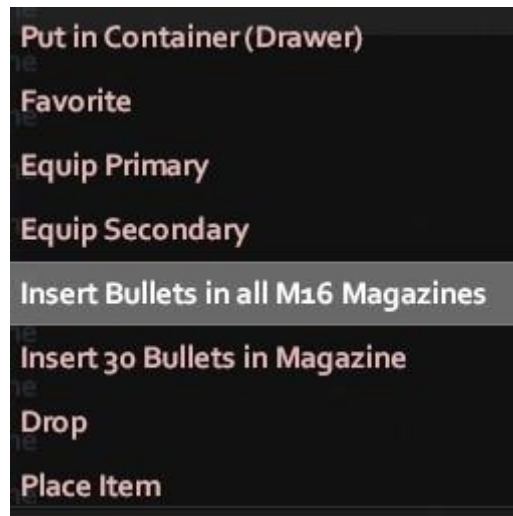 Put in Container (Drawer)
Favorite
Equip Primary
Equip Secondary
Insert Bullets in all M16 Magazines
Insert 30 Bullets in Magazine
Drop
Place Item